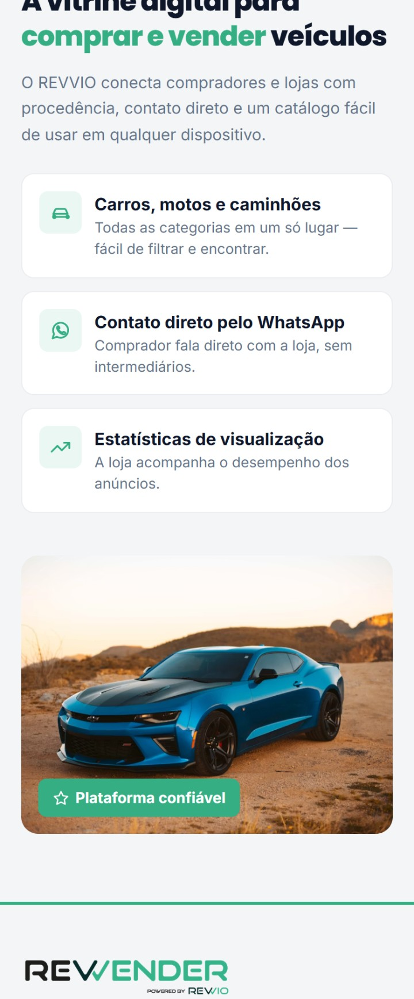 A vitrine digital para
comprar e vender veículos
O REVVIO conecta compradores e lojas com
procedência, contato direto e um catálogo fácil
de usar em qualquer dispositivo.
Carros, motos e caminhões
Todas as categorias em um só lugar —
fácil de filtrar e encontrar.
Contato direto pelo WhatsApp
Comprador fala direto com a loja, sem
intermediários.
Estatísticas de visualização
A loja acompanha o desempenho dos
anúncios.
Plataforma confiável
REVVENDER
POWERED BY REVVIO